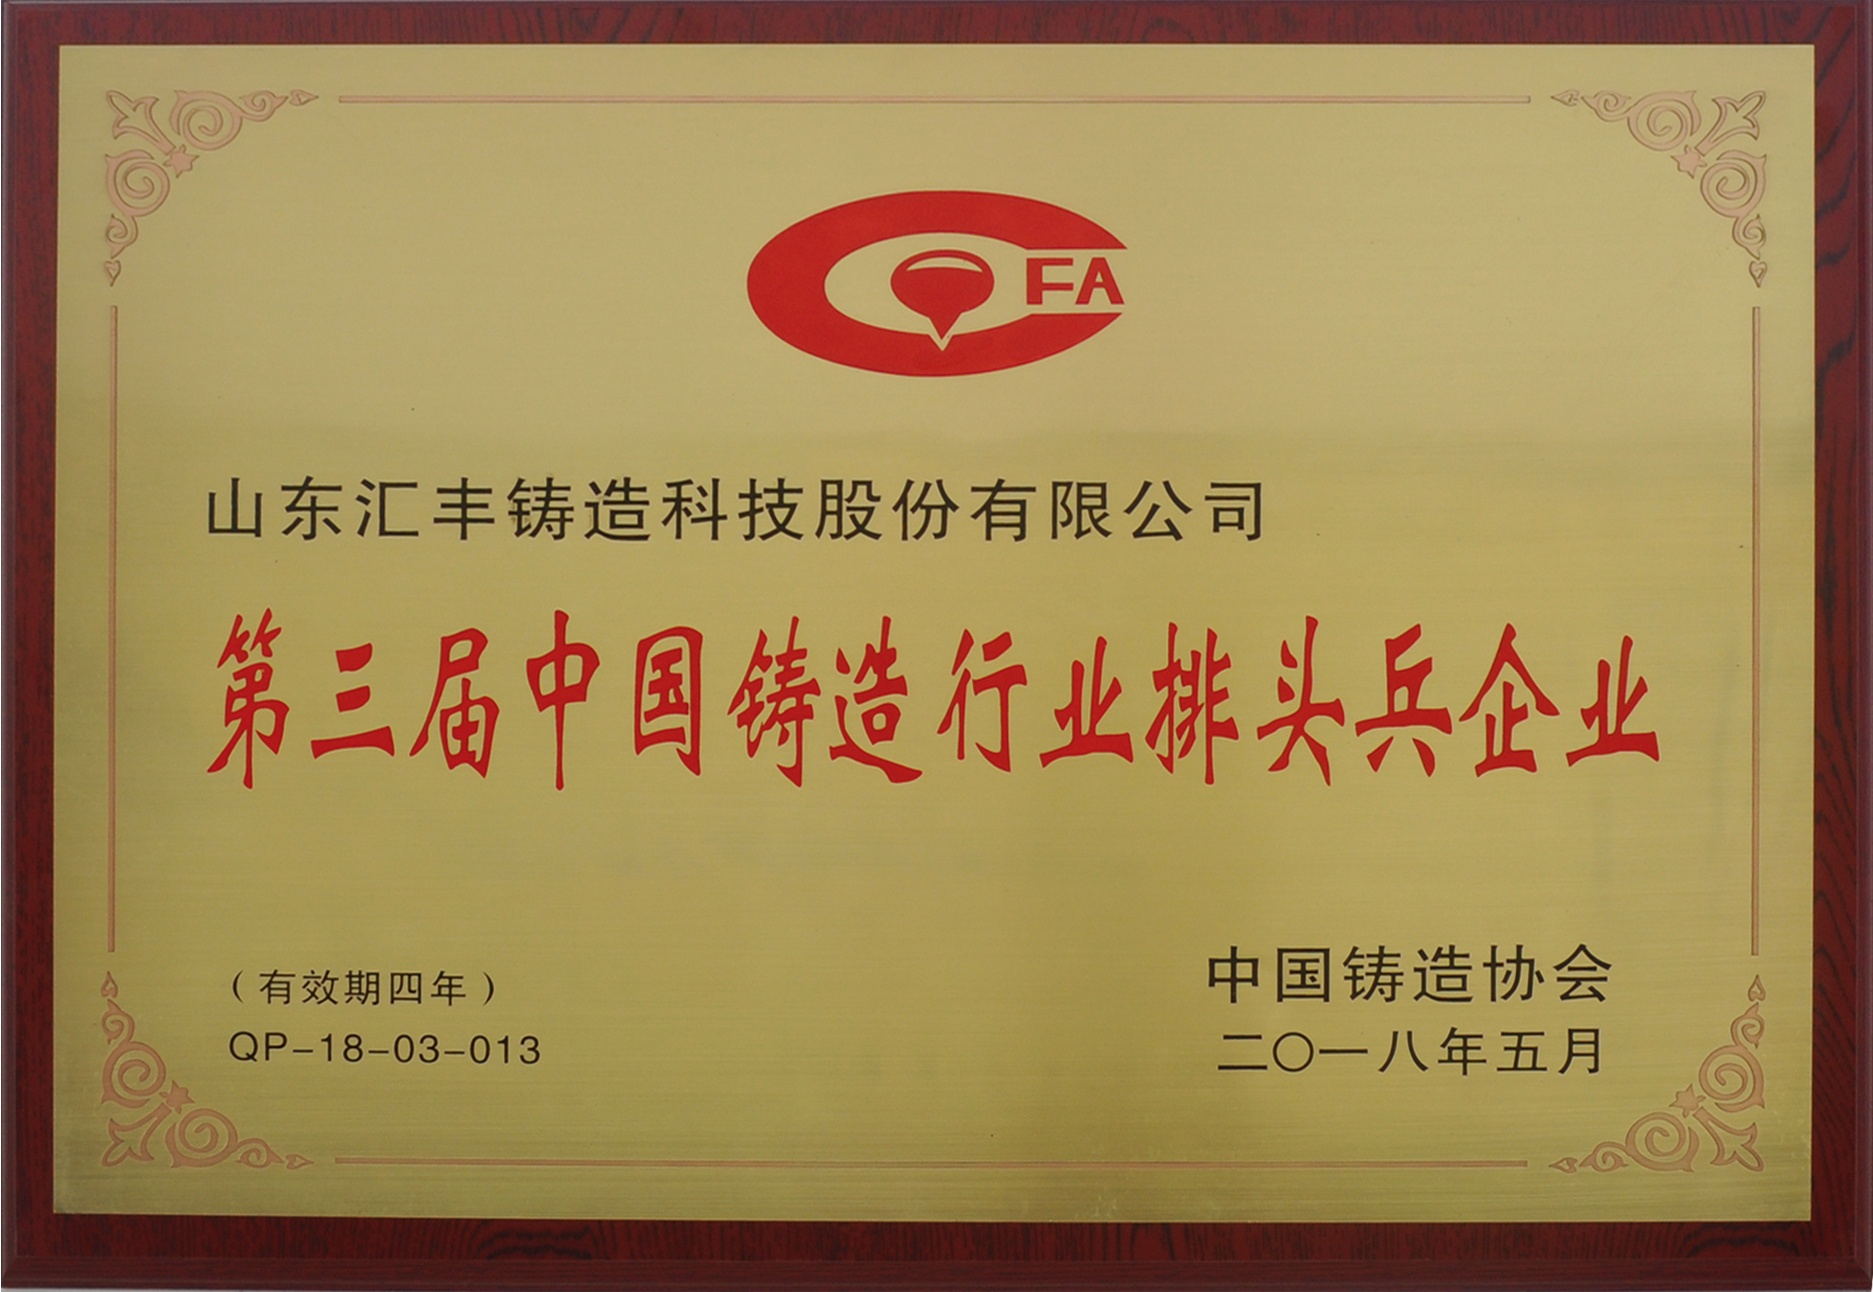 CFA
山东汇丰铸造科技股份有限公司
第三届中国铸造行业排头兵企业
（有效期四年）
QP-18-03-013
中国铸造协会
二〇一八年五月